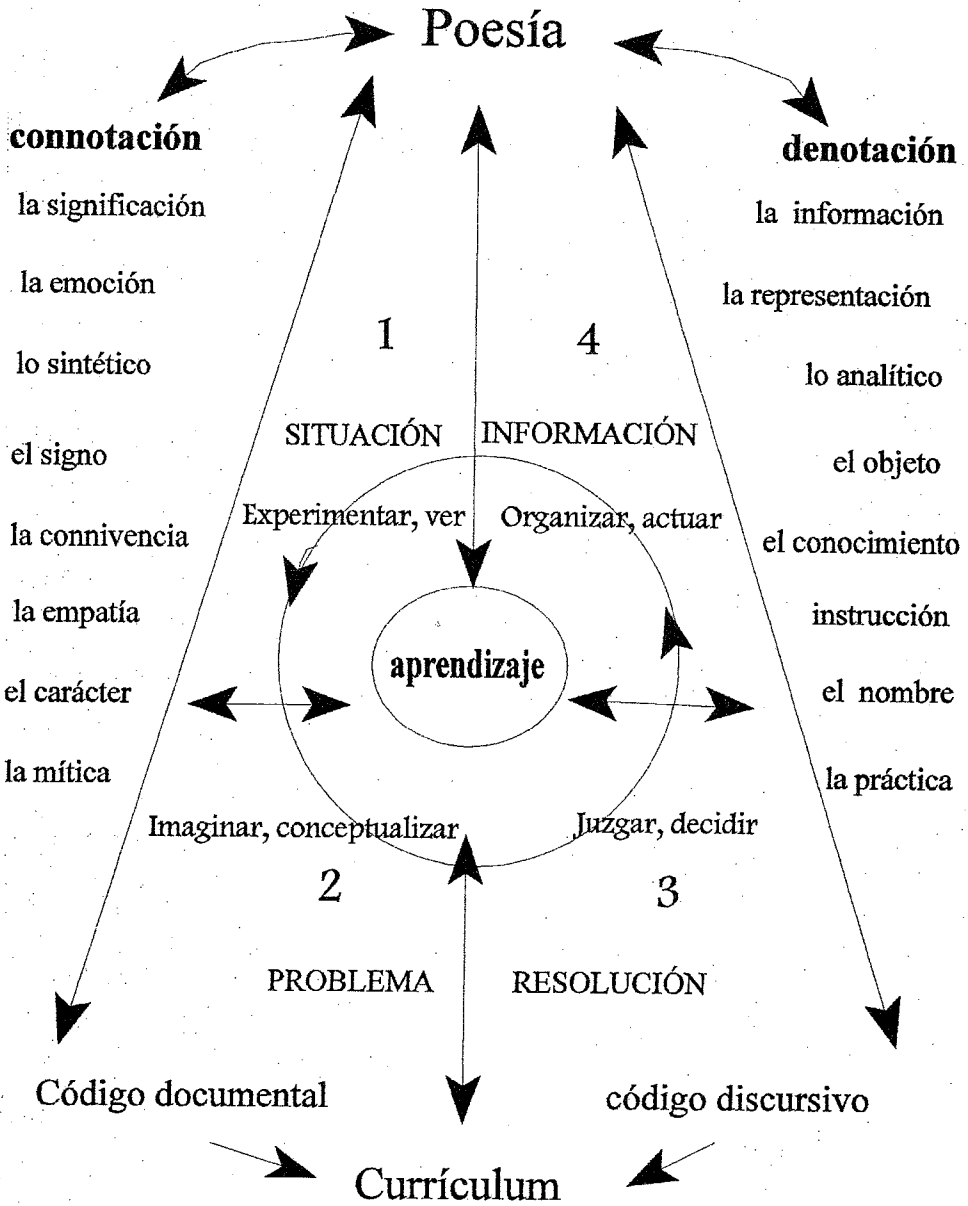 Poesía
connotación
denotación
la significación
la información
la emoción
la representación
1
4
lo sintético
lo analítico
SITUACIÓN
INFORMACIÓN
el signo
el objeto
Experimentar, ver
Organizar, actuar
la connivencia
el conocimiento
la empatía
instrucción
aprendizaje
el carácter
el nombre
la mítica
la práctica
Imaginar, conceptualizar
Juzgar, decidir
2
3
PROBLEMA
RESOLUCIÓN
Código documental
código discursivo
Currículum